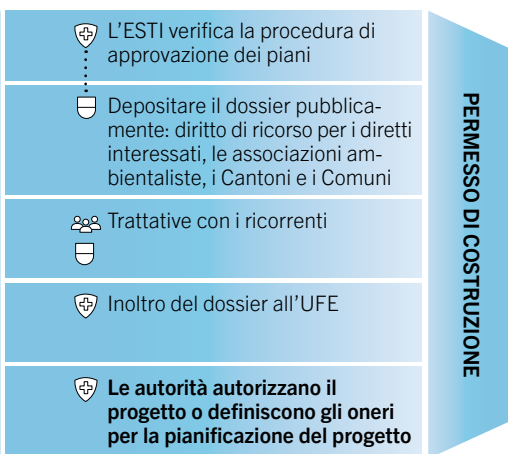 L'ESTI verifica la procedura di
approvazione dei piani
Depositare il dossier pubblica-
mente: diritto di ricorso per i diretti
interessati, le associazioni am-
bientaliste, i Cantoni e i Comuni
Trattative con i ricorrenti
Inoltro del dossier all'UFE
Le autorità autorizzano il
progetto o definiscono gli oneri
per la pianificazione del progetto
PERMESSO DI COSTRUZIONE